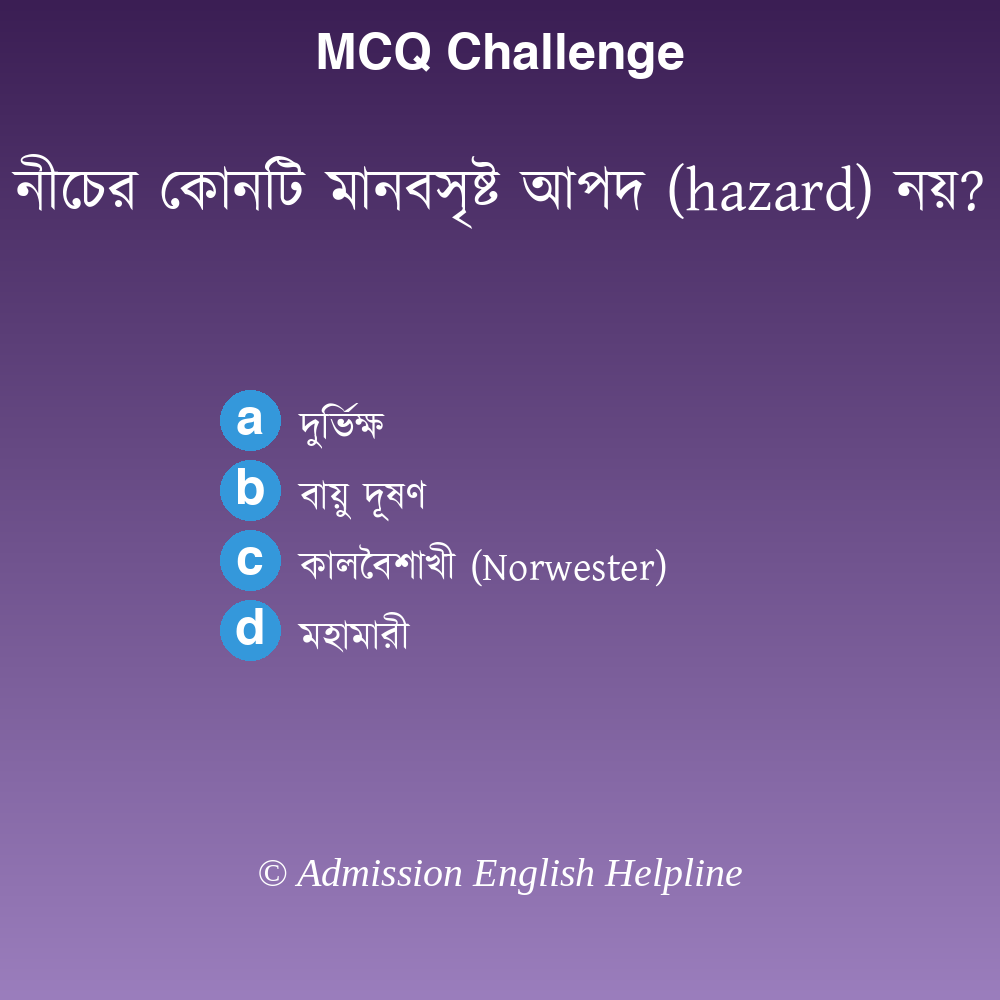 MCQ Challenge
নীচের কোনটি মানবসৃষ্ট আপদ (hazard) নয়?
a দুর্ভিক্ষ
b বায়ু দূষণ
c কালবৈশাখী (Norwester)
d মহামারী
© Admission English Helpline